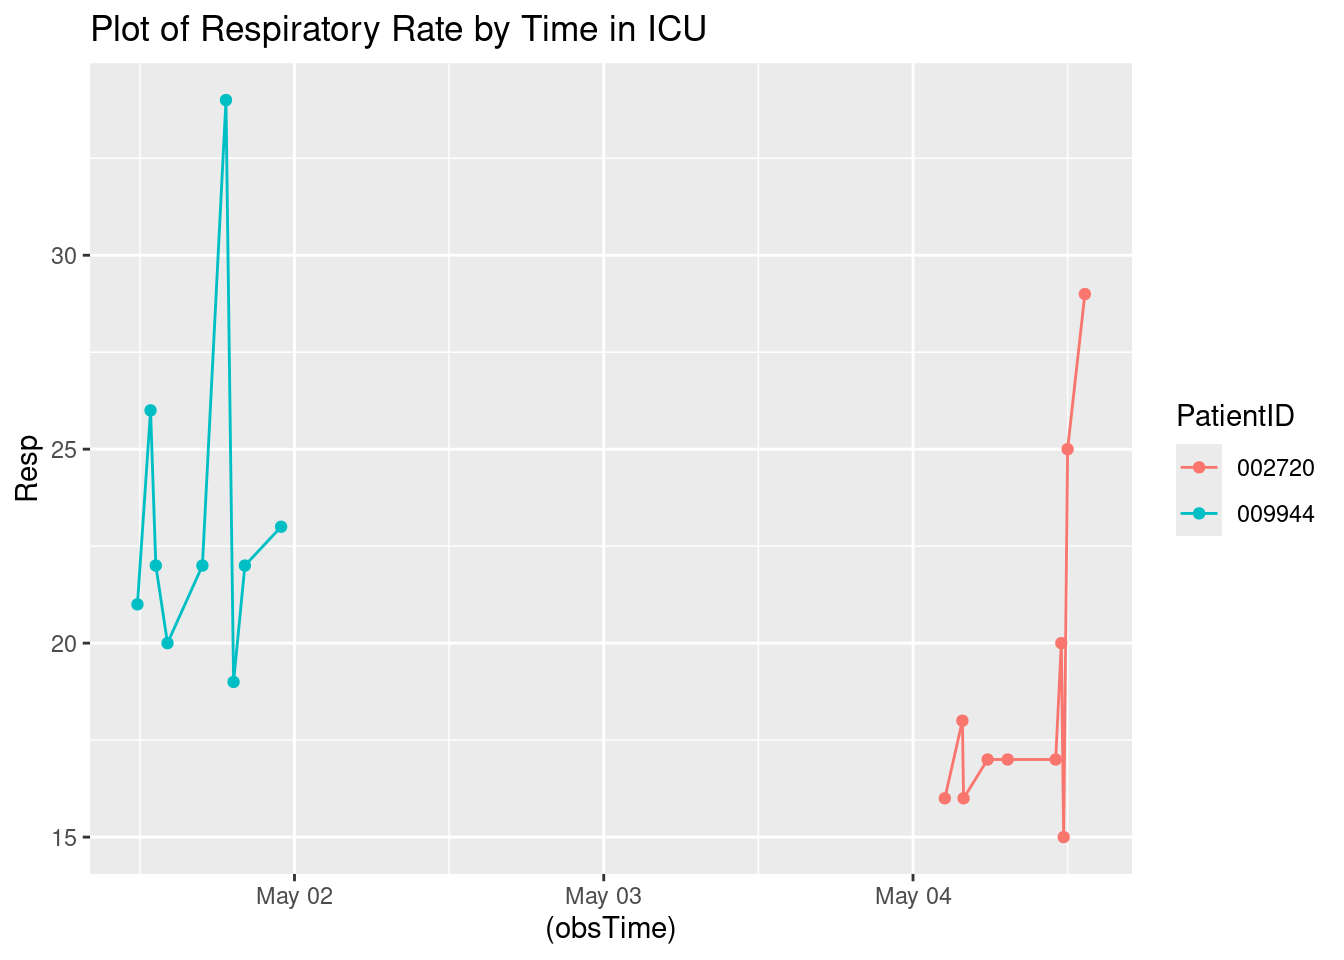 Plot of Respiratory Rate by Time in ICU
Resp
30
25
20
15
May 02
May 03
May 04
(obsTime)
PatientID
002720
009944